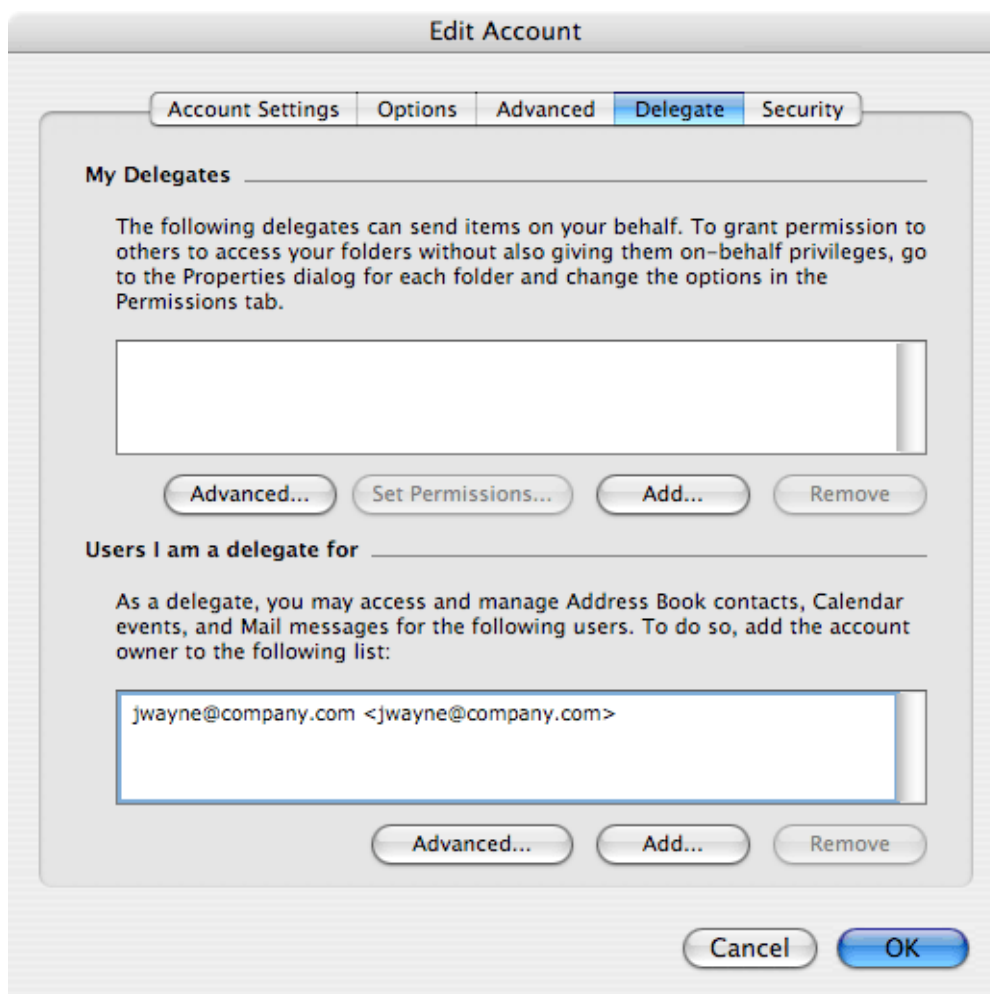 Edit Account
Account Settings Options Advanced Delegate Security
My Delegates
The following delegates can send items on your behalf. To grant permission to
others to access your folders without also giving them on-behalf privileges, go
to the Properties dialog for each folder and change the options in the
Permissions tab.
Advanced... Set Permissions... Add... Remove
Users I am a delegate for
As a delegate, you may access and manage Address Book contacts, Calendar
events, and Mail messages for the following users. To do so, add the account
owner to the following list:
jwayne@company.com <jwayne@company.com>
Advanced... Add... Remove
Cancel OK